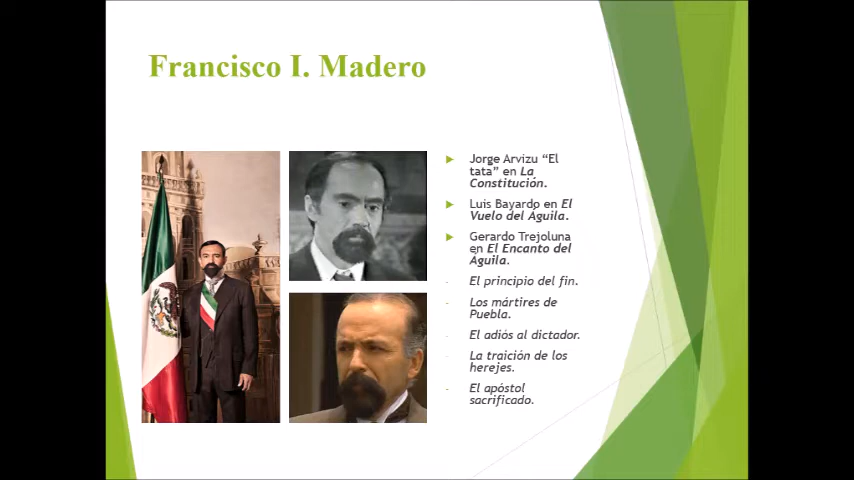 Francisco I. Madero
Jorge Arvizu “El
tata” en La
Constitución.
Luis Bayardo en El
Vuelo del Aguila.
Gerardo Trejoluna
en El Encanto del
Aguila.
- El principio del fin.
- Los mártires de
Puebla.
- El adiós al dictador.
- La traición de los
herejes.
- El apóstol
sacrificado.